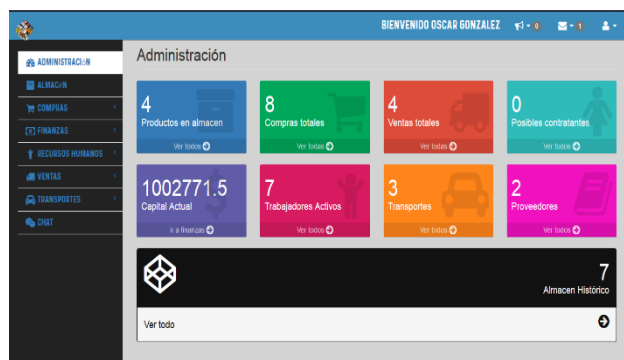 BIENVENIDO OSCAR GONZALEZ
0
1
ADMINISTRACIóN
ALMACéN
COMPRAS
FINANZAS
RECURSOS HUMANOS
VENTAS
TRANSPORTES
CHAT
Administración
4
Productos en almacen
Ver todos
8
Compras totales
Ver todas
4
Ventas totales
Ver todas
0
Posibles contratantes
Ver todos
1002771.5
Capital Actual
Ir a finanzas
7
Trabajadores Activos
Ver todos
3
Transportes
Ver todos
2
Proveedores
Ver todos
7
Almacen Histórico
Ver todo